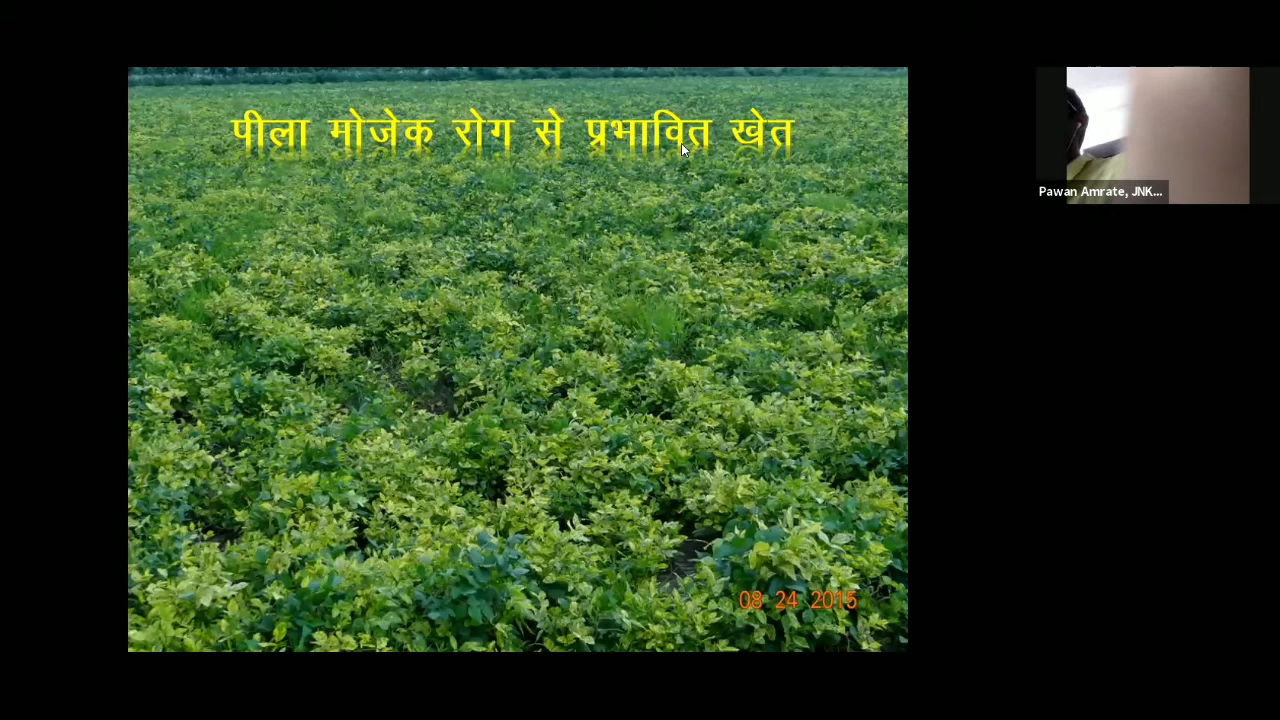 पीला मोजेक रोग से प्रभावित खेत
Pawan Amrate, JNK...
08 24 2015